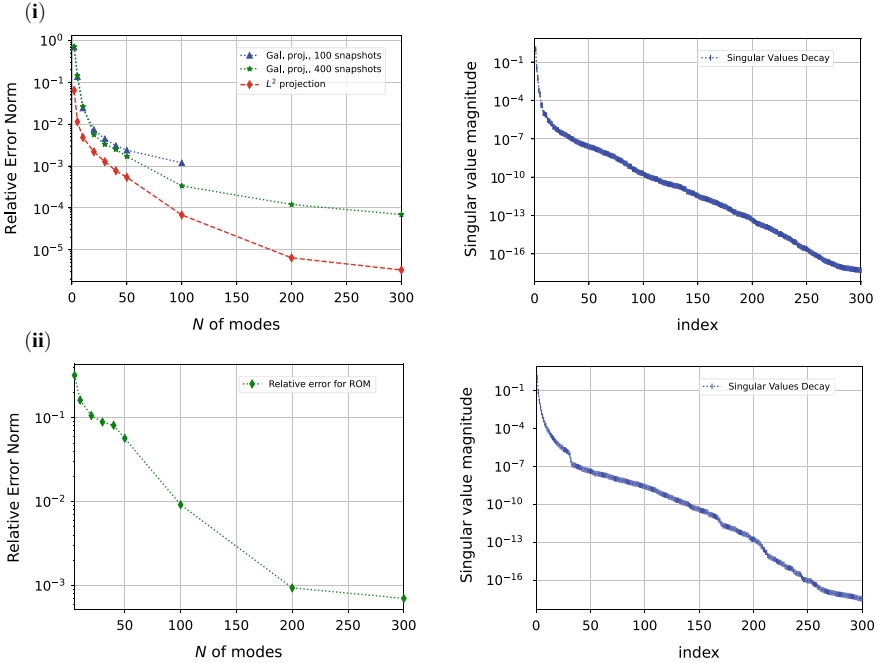 (i)
Relative Error Norm
10^0
10^-1
10^-2
10^-3
10^-4
10^-5
Gal. proj., 100 snapshots
Gal. proj., 400 snapshots
L^2 projection
0 50 100 150 200 250 300
N of modes
Singular value magnitude
10^-1
10^-4
10^-7
10^-10
10^-13
10^-16
Singular Values Decay
0 50 100 150 200 250 300
index
(ii)
Relative Error Norm
10^-1
10^-2
10^-3
Relative error for ROM
50 100 150 200 250 300
N of modes
Singular value magnitude
10^-1
10^-4
10^-7
10^-10
10^-13
10^-16
Singular Values Decay
0 50 100 150 200 250 300
index